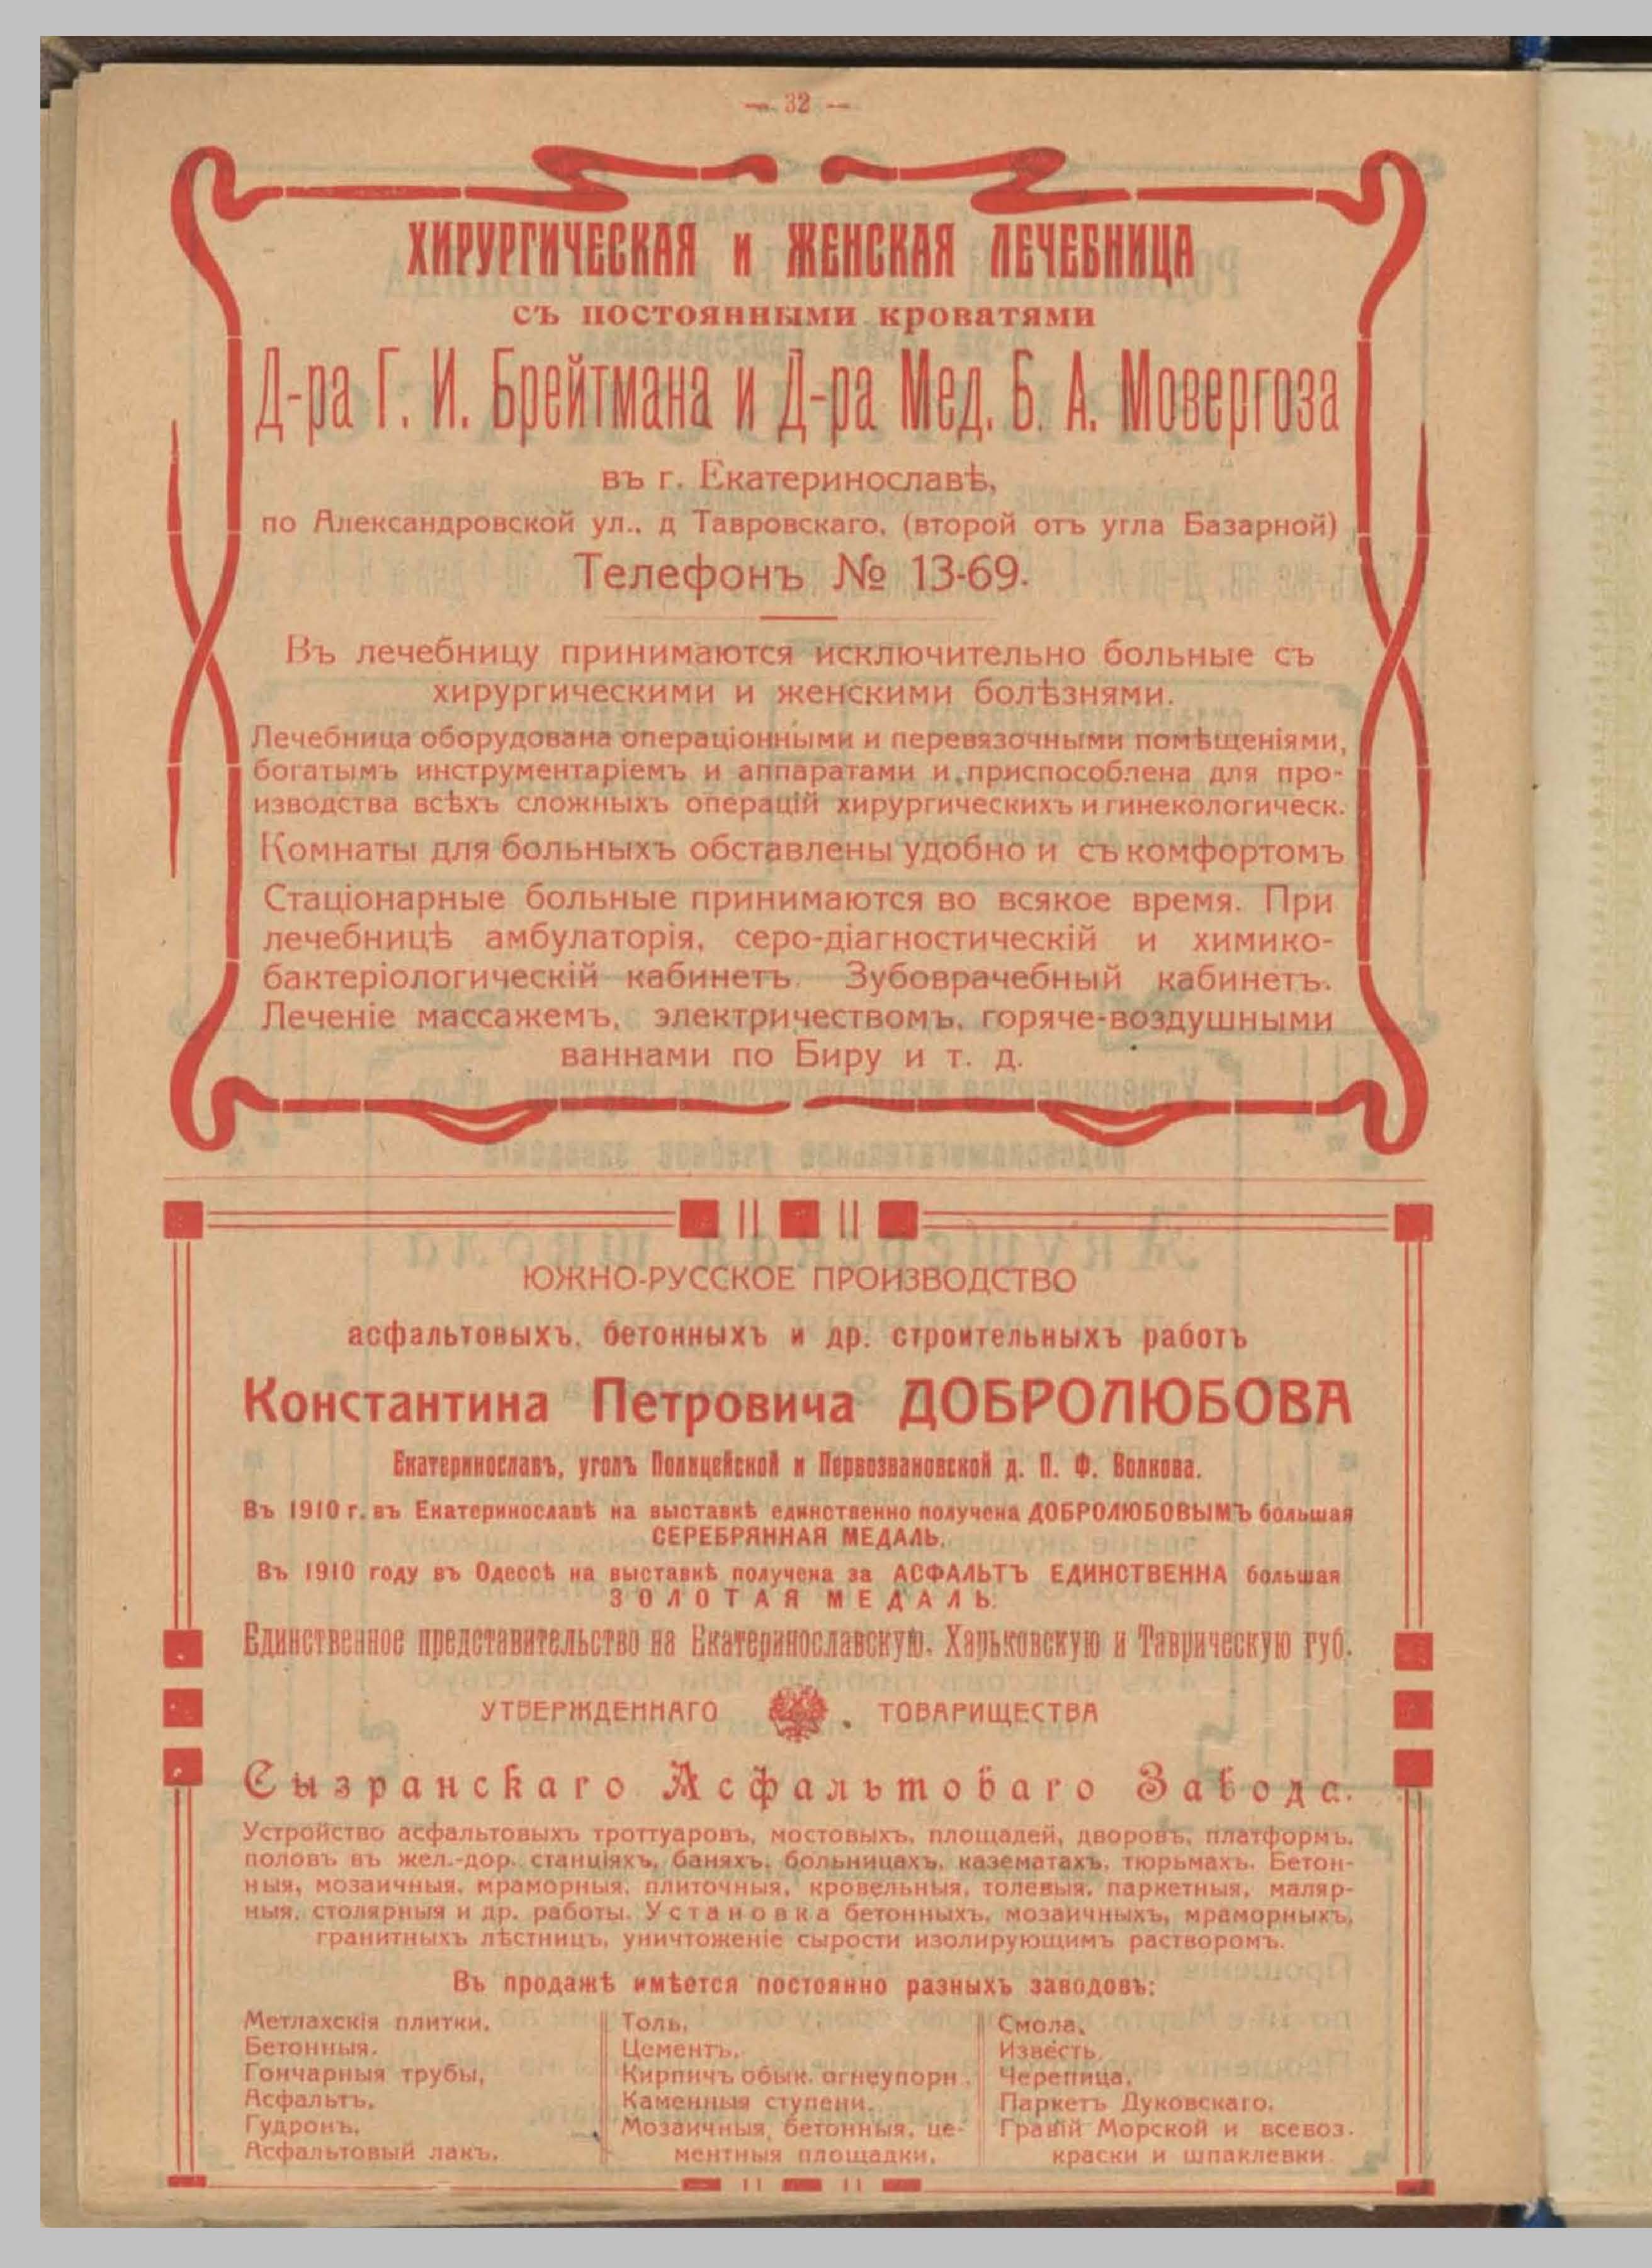 — 32 —
ХИРУРГИЧЕСКАЯ и ЖЕНСКАЯ ЛЕЧЕБНИЦА
съ постоянными кроватями
Д-ра Г. И. Брейтмана и Д-ра Мед. Б. А. Мовергоза
въ г. Екатеринославѣ,
по Александровской ул., д Тавровскаго, (второй отъ угла Базарной)
Телефонъ № 13-69.
Въ лечебницу принимаются исключительно больные съ
хирургическими и женскими болѣзнями.
Лечебница оборудована операціонными и перевязочными помѣщеніями,
богатымъ инструментаріемъ и аппаратами и приспособлена для про-
изводства всѣхъ сложныхъ операцій хирургическихъ и гинекологическ.
Комнаты для больныхъ обставлены удобно и съ комфортомъ
Стаціонарные больные принимаются во всякое время. При
лечебницѣ амбулаторія, серо-діагностическій и химико-
бактеріологическій кабинетъ. Зубоврачебный кабинетъ.
Леченіе массажемъ, электричествомъ, горяче-воздушными
ваннами по Биру и т. д.
ЮЖНО-РУССКОЕ ПРОИЗВОДСТВО
асфальтовыхъ, бетонныхъ и др. строительныхъ работъ
Константина Петровича ДОБРОЛЮБОВА
Екатеринославъ, уголъ Полицейской и Первозвановской д. П. Ф. Волкова.
Въ 1910 г. въ Екатеринославѣ на выставкѣ единственно получена ДОБРОЛЮБОВЫМЪ большая
СЕРЕБРЯННАЯ МЕДАЛЬ.
Въ 1910 году въ Одессѣ на выставкѣ получена за АСФАЛЬТЪ ЕДИНСТВЕННА большая
ЗОЛОТАЯ МЕДАЛЬ.
Единственное представительство на Екатеринославскую, Харьковскую и Таврическую губ.
УТВЕРЖДЕННАГО ТОВАРИЩЕСТВА
Сызранскаго Асфальтоваго Завода.
Устройство асфальтовыхъ троттуаровъ, мостовыхъ, площадей, дворовъ, платформъ,
половъ въ жел.-дор. станціяхъ, баняхъ, больницахъ, казематахъ, тюрьмахъ. Бетон-
ныя, мозаичныя, мраморныя, плиточныя, кровельныя, толевыя, паркетныя, маляр-
ныя, столярныя и др. работы. Установка бетонныхъ, мозаичныхъ, мраморныхъ,
гранитныхъ лѣстницъ, уничтоженіе сырости изолирующимъ растворомъ.
Въ продажѣ имѣется постоянно разныхъ заводовъ:
Метлахскія плитки,
Бетонныя,
Гончарныя трубы,
Асфальтъ,
Гудронъ,
Асфальтовый лакъ,
Толь,
Цементъ,
Кирпичъ обык. огнеупорн.
Каменныя ступени,
Мозаичныя, бетонныя, це-
ментныя площадки,
Смола,
Известь,
Черепица,
Паркетъ Дуковскаго,
Гравій Морской и всевоз.
краски и шпаклевки